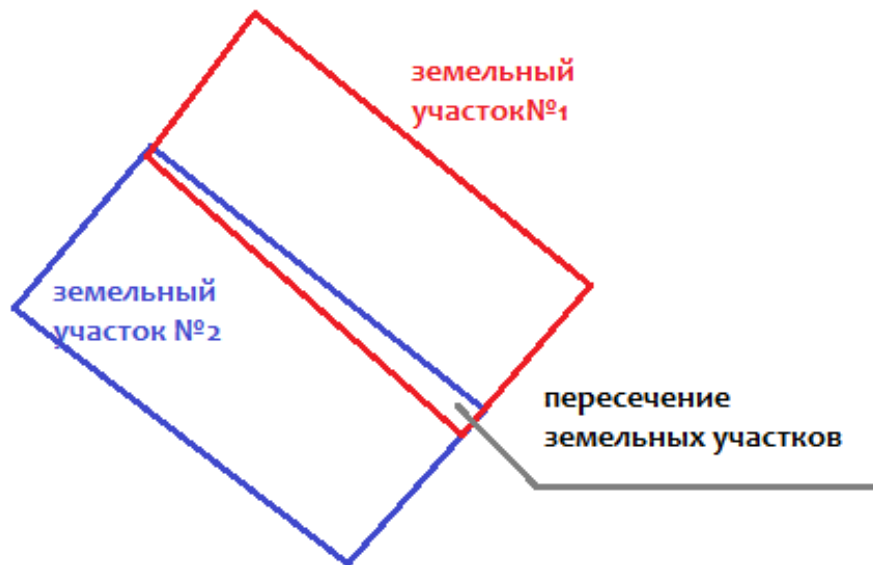 земельный
участок№1
земельный
участок №2
пересечение
земельных участков